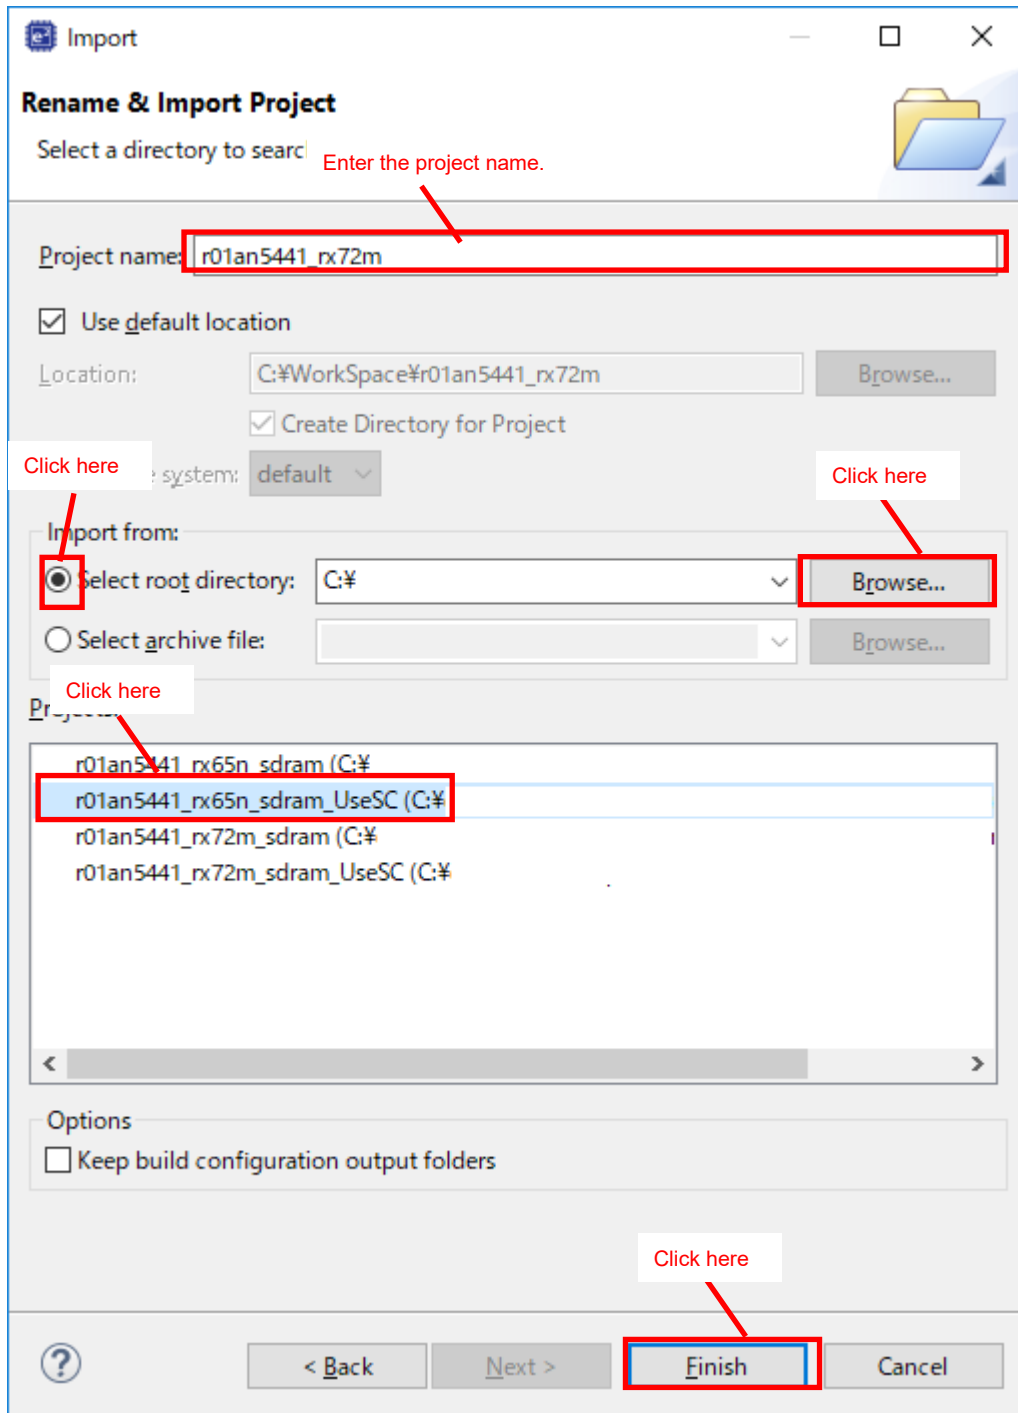 Import
Rename & Import Project
Select a directory to searc
Enter the project name.
Project name: r01an5441_rx72m
Use default location
Location: C:¥WorkSpace¥r01an5441_rx72m Browse...
Create Directory for Project
Click here
system: default
Click here
Import from:
Select root directory: C:¥ Browse...
Select archive file: Browse...
Click here
Projects:
r01an5441_rx65n_sdram (C:¥
r01an5441_rx65n_sdram_UseSC (C:¥
r01an5441_rx72m_sdram (C:¥
r01an5441_rx72m_sdram_UseSC (C:¥
Options
Keep build configuration output folders
Click here
< Back Next > Finish Cancel